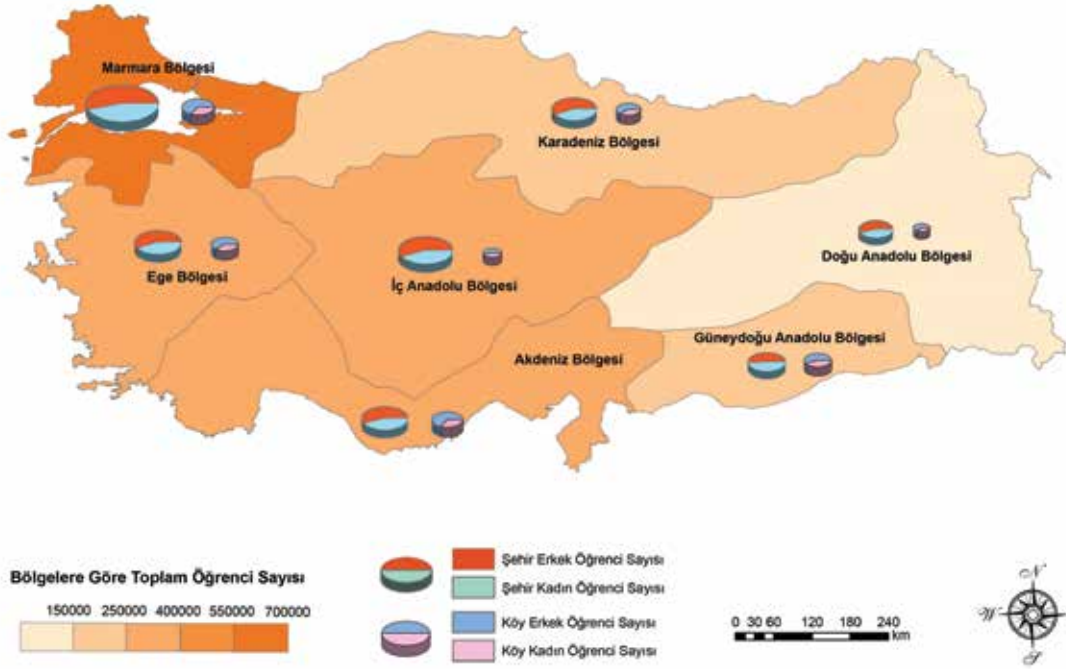 Marmara Bölgesi
Karadeniz Bölgesi
Ege Bölgesi
İç Anadolu Bölgesi
Doğu Anadolu Bölgesi
Güneydoğu Anadolu Bölgesi
Akdeniz Bölgesi
Bölgelere Göre Toplam Öğrenci Sayısı
150000 250000 400000 550000 700000
Şehir Erkek Öğrenci Sayısı
Şehir Kadın Öğrenci Sayısı
Köy Erkek Öğrenci Sayısı
Köy Kadın Öğrenci Sayısı
0 30 60 120 180 240
km
N
W
S